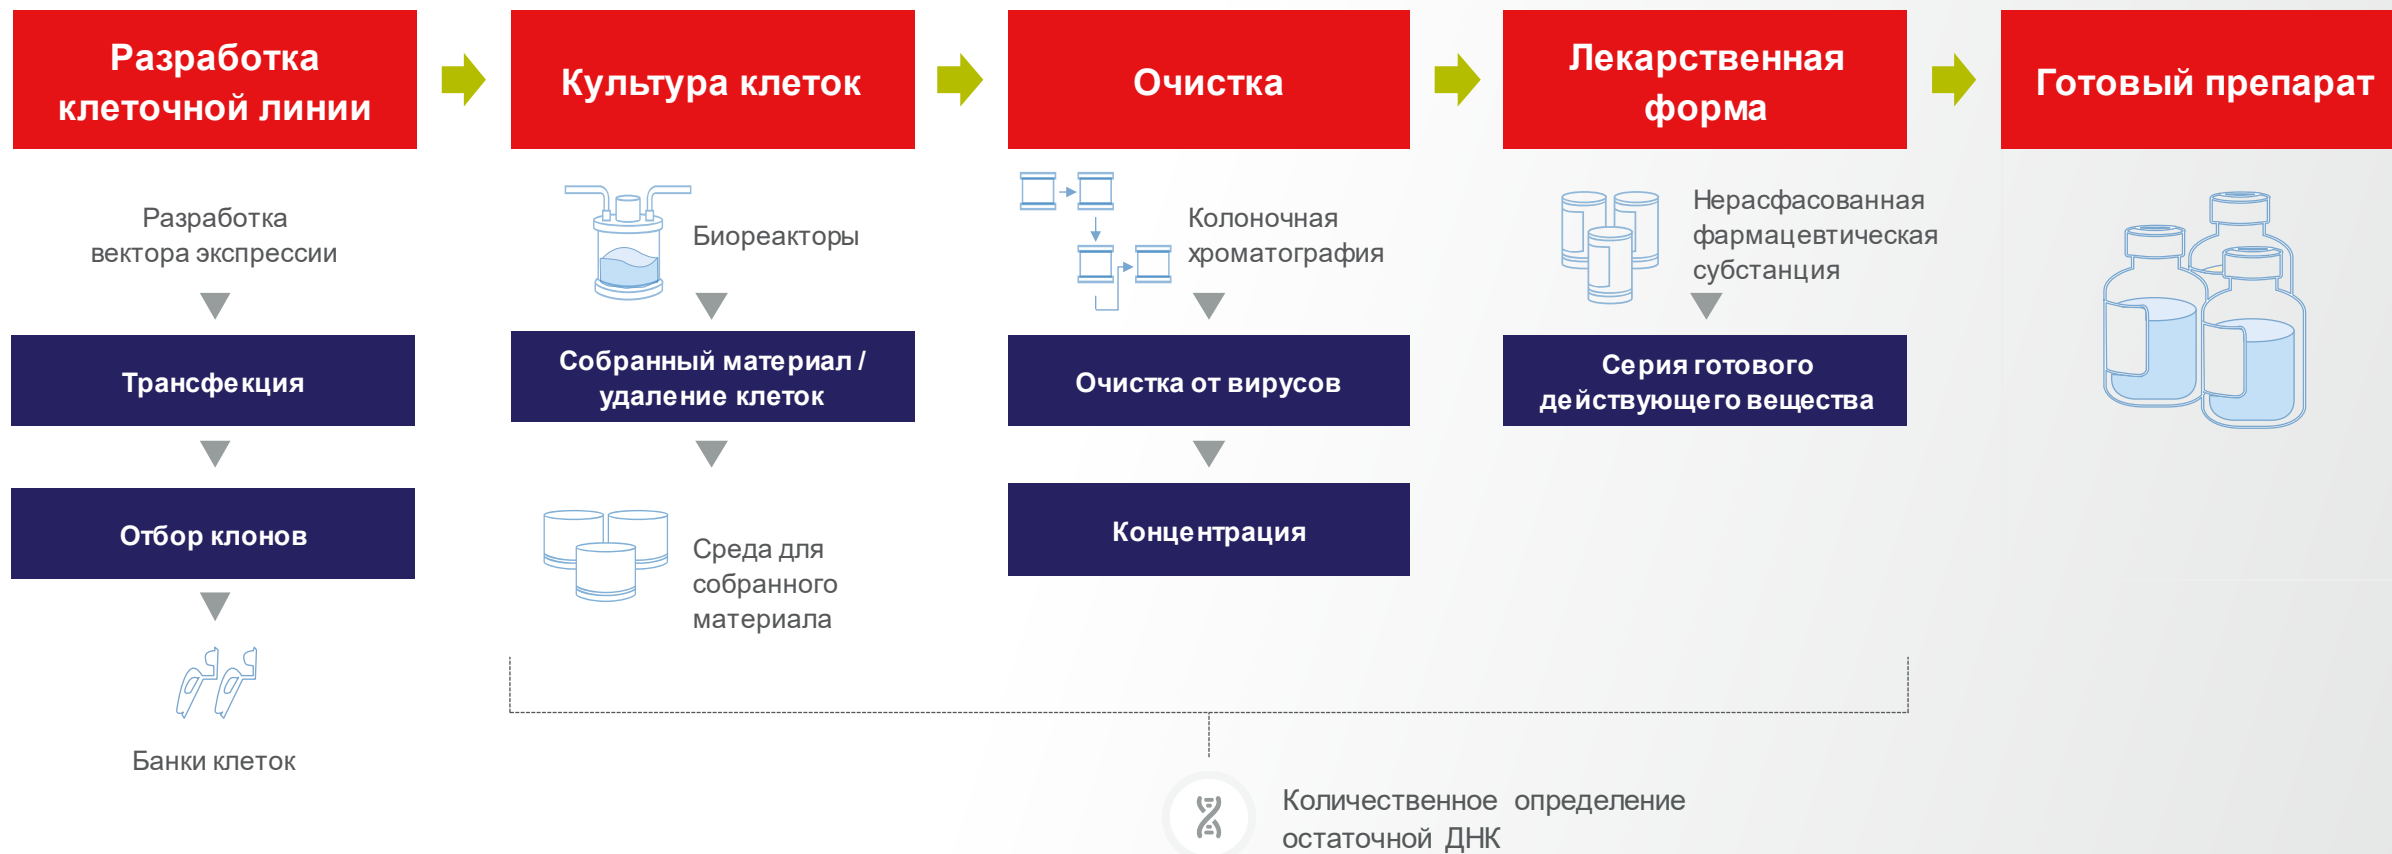 Разработка
клеточной линии
Культура клеток
Очистка
Лекарственная
форма
Готовый препарат
Разработка
вектора экспрессии
Трансфекция
Отбор клонов
Банки клеток
Биореакторы
Собранный материал /
удаление клеток
Среда для
собранного
материала
Колоночная
хроматография
Очистка от вирусов
Концентрация
Нерасфасованная
фармацевтическая
субстанция
Серия готового
действующего вещества
Количественное определение
остаточной ДНК